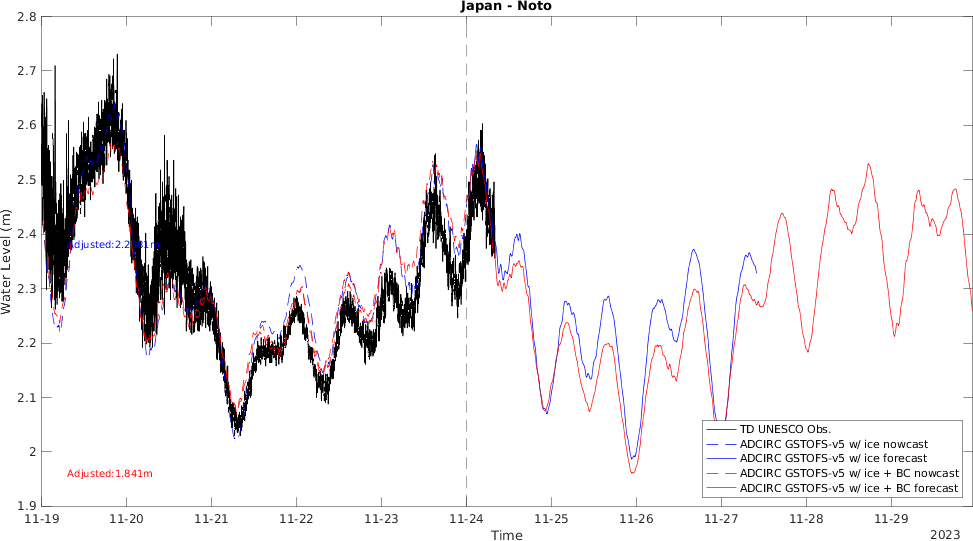 Japan - Noto
2.8
2.7
2.6
2.5
2.4
2.3
2.2
2.1
2
1.9
Water Level (m)
Adjusted:1.841m
TD UNESCO Obs.
ADCIRC GSTOFS-v5 w/ ice nowcast
ADCIRC GSTOFS-v5 w/ ice forecast
ADCIRC GSTOFS-v5 w/ ice + BC nowcast
ADCIRC GSTOFS-v5 w/ ice + BC forecast
11-19 11-20 11-21 11-22 11-23 11-24 11-25 11-26 11-27 11-28 11-29
Time
2023